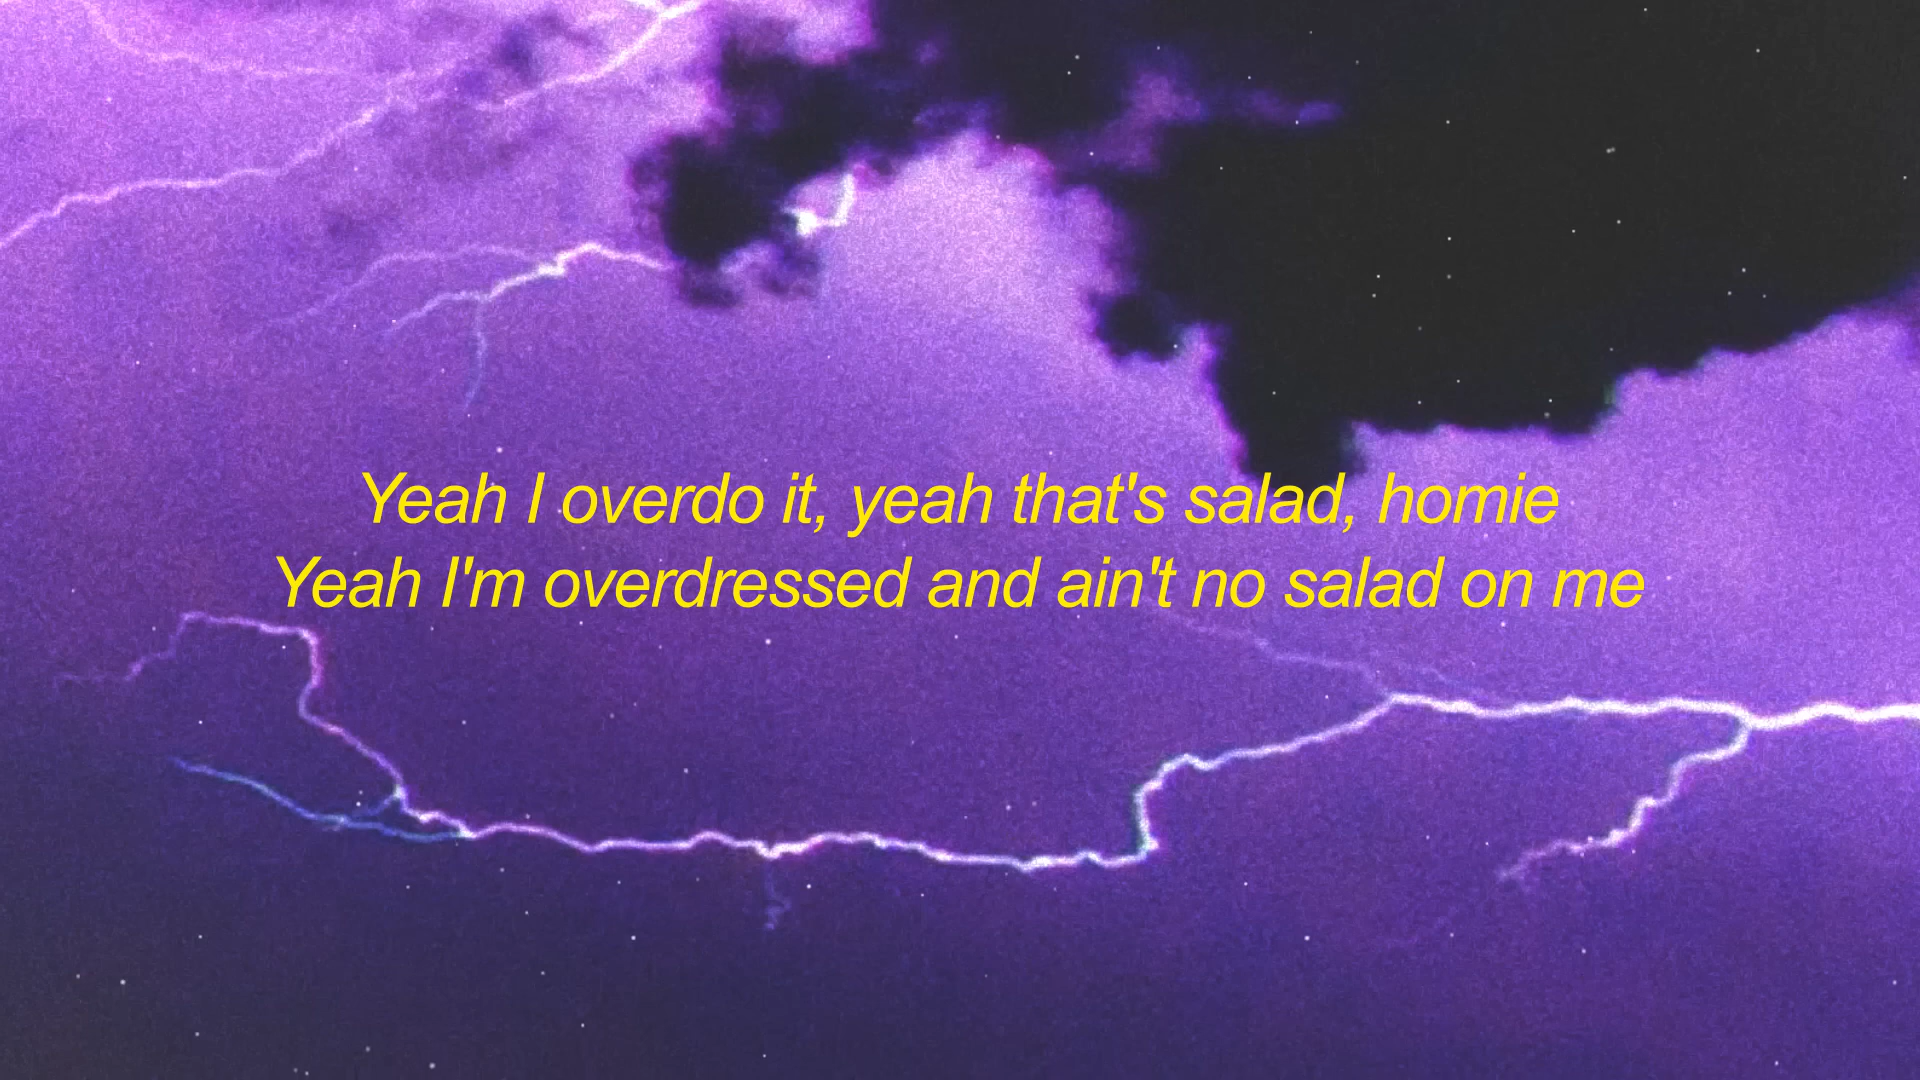 Yeah I overdo it, yeah that's salad, homie
Yeah I'm overdressed and ain't no salad on me